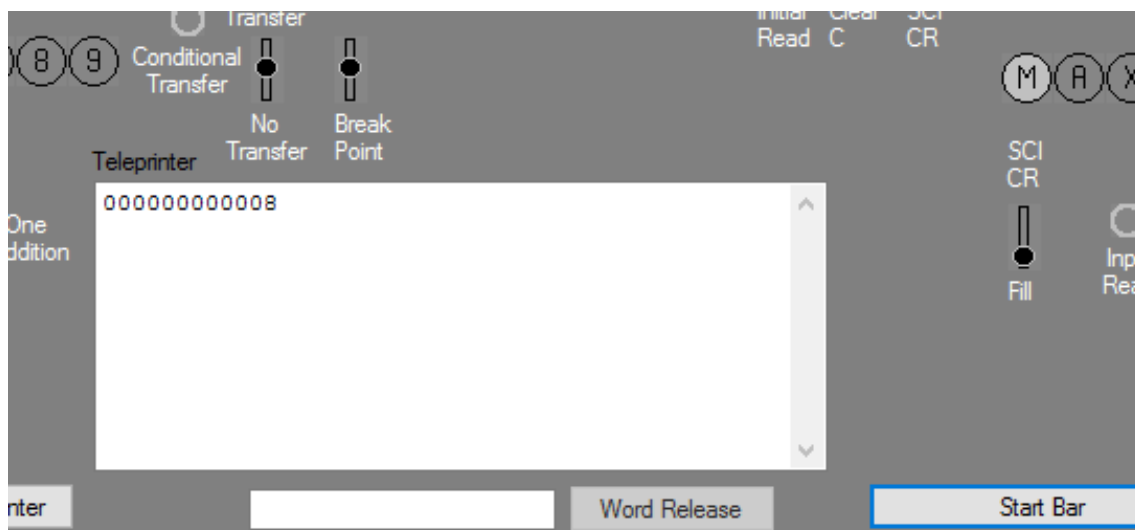 Transfer
Initial Clear SCI
Read C CR
8 9
Conditional
Transfer
M A X
No
Transfer
Break
Point
Teleprinter
SCI
CR
000000000008
One
ddition
Inp
Rea
Fill
nter
Word Release
Start Bar